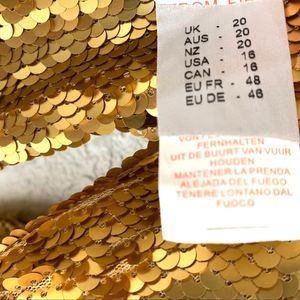 UK - 20
AUS - 20
NZ - 20
USA - 16
CAN - 16
EU FR - 48
EU DE - 46
FERNHALTEN
UIT DE BUURT VAN VUUR
HOUDEN
MANTENER LA PRENDA
ALEJADA DEL FUEGO
TENERE LONTANO DAL
FUOCO